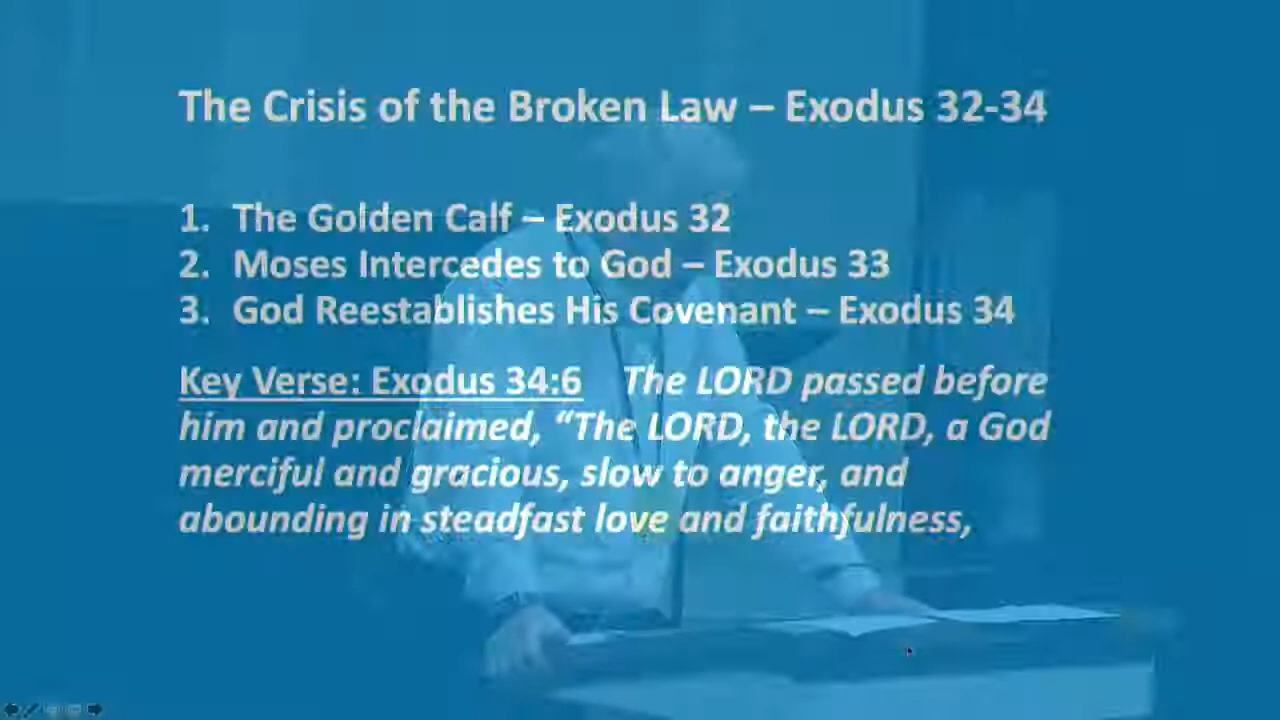 The Crisis of the Broken Law – Exodus 32-34
1. The Golden Calf – Exodus 32
2. Moses Intercedes to God – Exodus 33
3. God Reestablishes His Covenant – Exodus 34
Key Verse: Exodus 34:6 The LORD passed before
him and proclaimed, “The LORD, the LORD, a God
merciful and gracious, slow to anger, and
abounding in steadfast love and faithfulness,